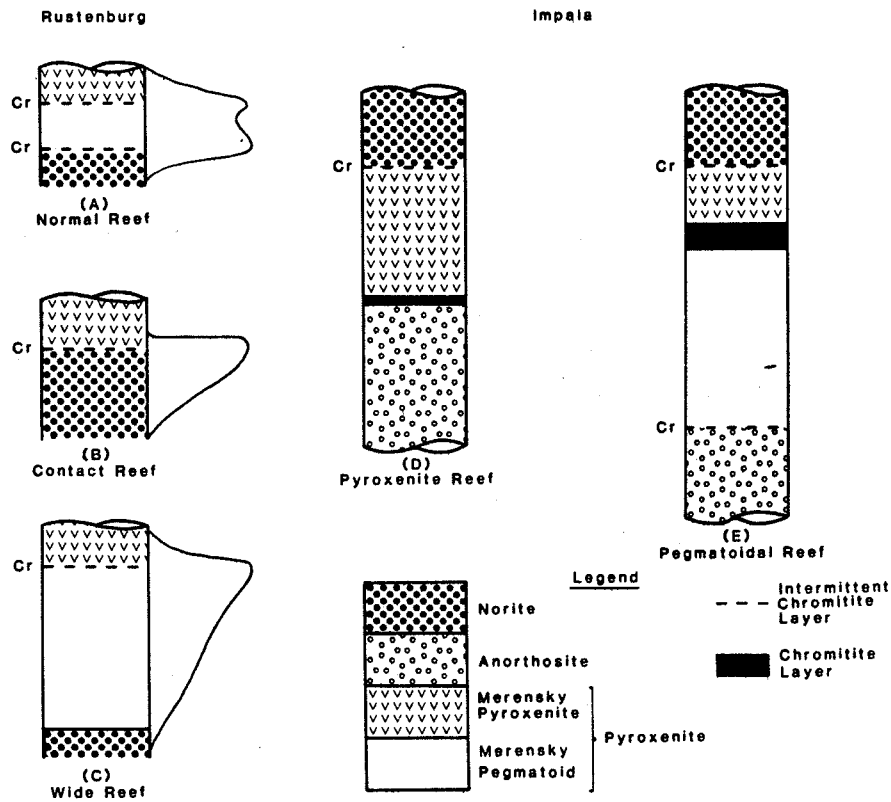 Rustenburg
Impala
Cr
Cr
(A)
Normal Reef
Cr
(B)
Contact Reef
Cr
(C)
Wide Reef
Cr
(D)
Pyroxenite Reef
Cr
(E)
Pegmatoidal Reef
Legend
Norite
Anorthosite
Merensky
Pyroxenite
Merensky
Pegmatoid
Pyroxenite
Intermittent
Chromitite
Layer
Chromitite
Layer